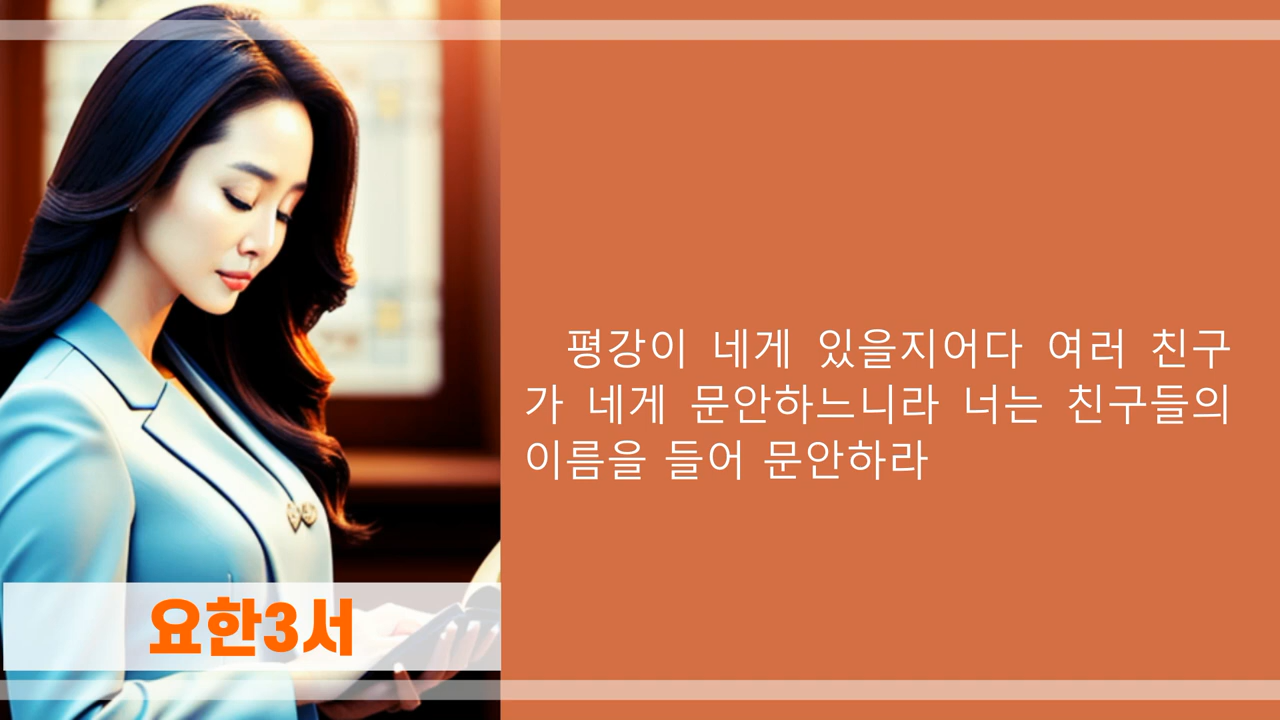 평강이 네게 있을지어다 여러 친구
가 네게 문안하느니라 너는 친구들의
이름을 들어 문안하라
요한3서